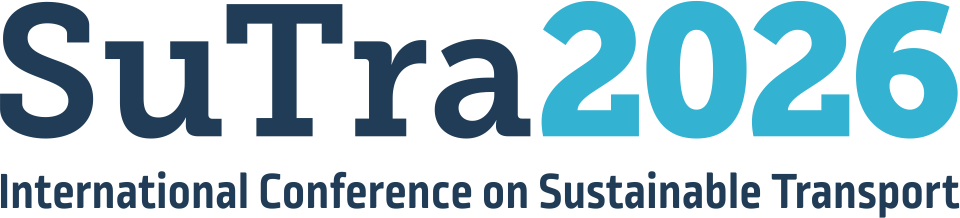 SuTra2026
International Conference on Sustainable Transport